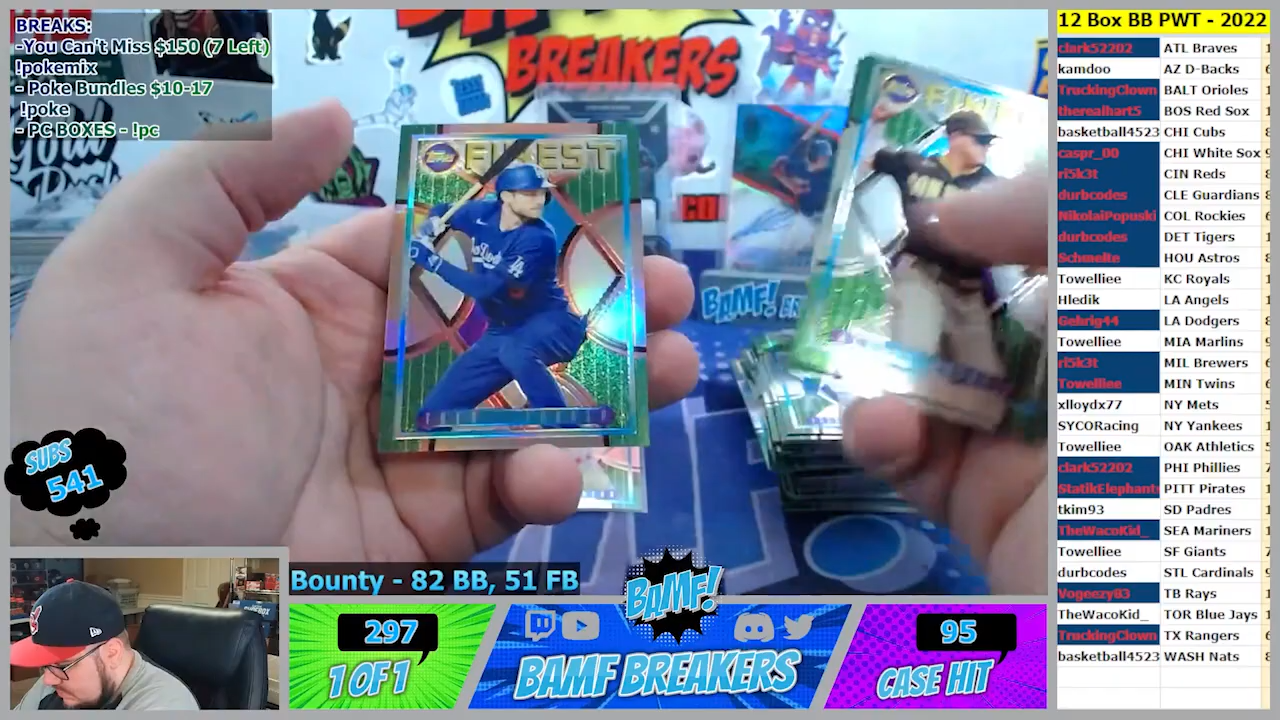 BREAKS:
-You Can't Miss $150 (7 Left)
!pokemix
- Poke Bundles $10-17
!poke
- PC BOXES - !pc
BREAKERS
FINEST
BAMF!
SUBS
541
Bounty - 82 BB, 51 FB
BAMF!
297
1 OF 1
BAMF BREAKERS
95
CASE HIT
12 Box BB PWT - 2022
clark52202 ATL Braves
kamdoo AZ D-Backs
TruckingClown BALT Orioles
therealhart5 BOS Red Sox
basketball4523 CHI Cubs
caspr_00 CHI White Sox
ri5k3t CIN Reds
durbcodes CLE Guardians
NikolaiPopuski COL Rockies
durbcodes DET Tigers
Schmelte HOU Astros
Towelliee KC Royals
Hledik LA Angels
Gehrig44 LA Dodgers
Towelliee MIA Marlins
ri5k3t MIL Brewers
Towelliee MIN Twins
xlloydx77 NY Mets
SYCORacing NY Yankees
Towelliee OAK Athletics
clark52202 PHI Phillies
StatikElephant PITT Pirates
tkim93 SD Padres
TheWacoKid_ SEA Mariners
Towelliee SF Giants
durbcodes STL Cardinals
Vogeezy83 TB Rays
TheWacoKid_ TOR Blue Jays
TruckingClown TX Rangers
basketball4523 WASH Nats